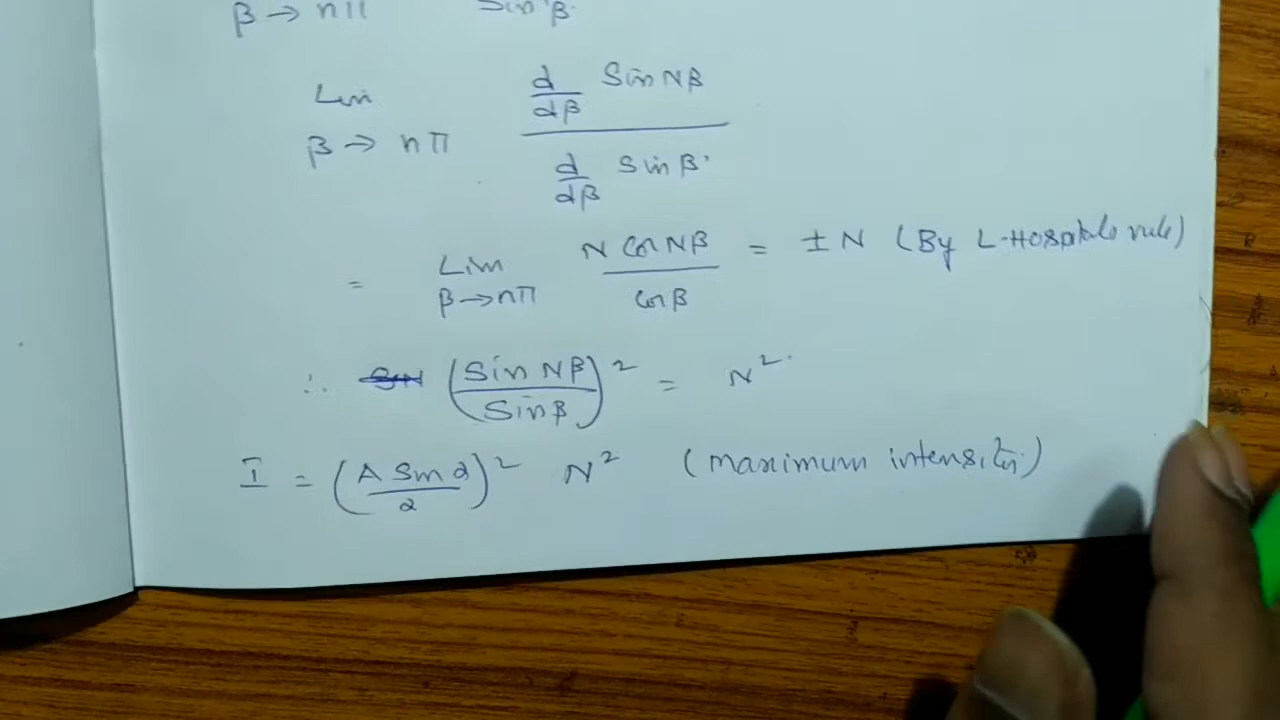 β → nΠ Sin β
Lim d/dβ Sin Nβ
β → nΠ d/dβ Sin β
= Lim β→nΠ N Cos Nβ / Cos β = ± N (By L-Hospitals rule)
∴ (Sin Nβ / Sin β)² = N²
I = (A Sin α / α)² N² (maximum intensity)